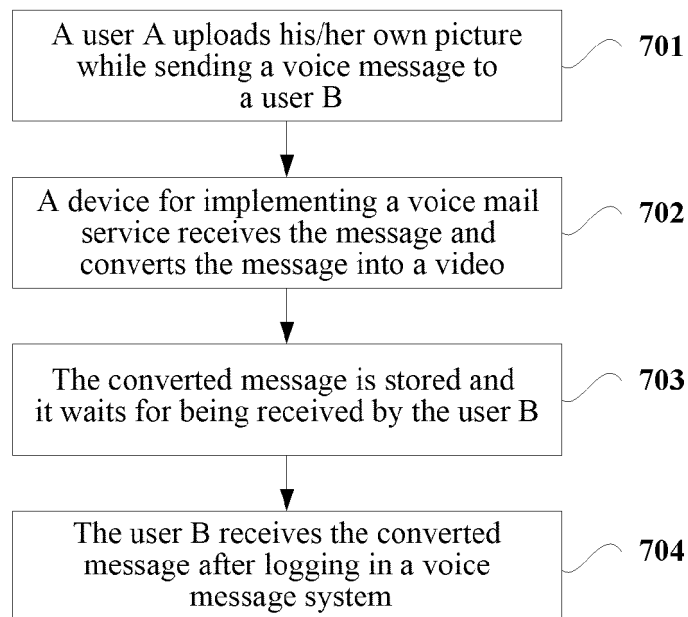 A user A uploads his/her own picture
while sending a voice message to
a user B
701
A device for implementing a voice mail
service receives the message and
converts the message into a video
702
The converted message is stored and
it waits for being received by the user B
703
The user B receives the converted
message after logging in a voice
message system
704